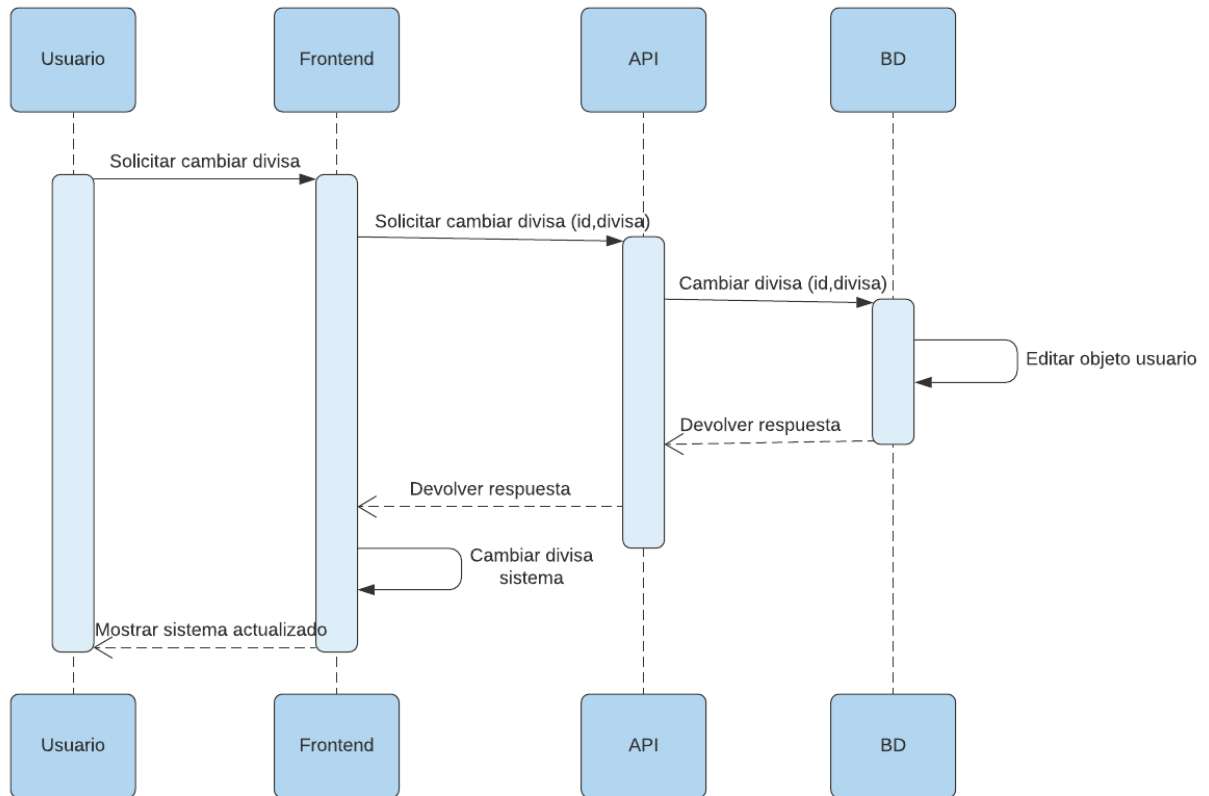 Usuario
Frontend
API
BD
Solicitar cambiar divisa
Solicitar cambiar divisa (id,divisa)
Cambiar divisa (id,divisa)
Editar objeto usuario
Devolver respuesta
Devolver respuesta
Cambiar divisa
sistema
Mostrar sistema actualizado
Usuario
Frontend
API
BD